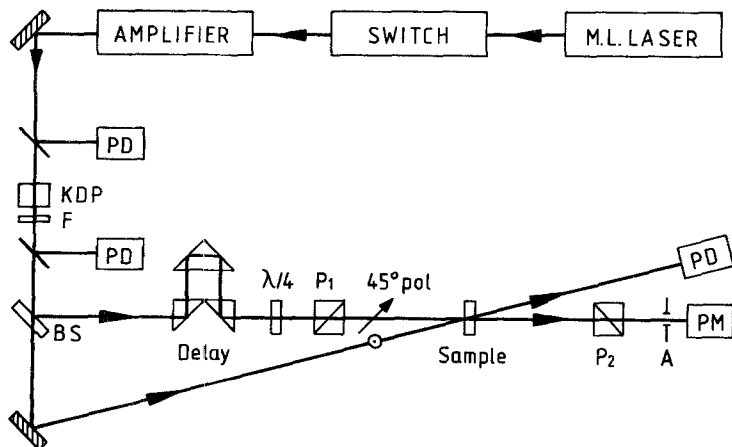 AMPLIFIER
SWITCH
M.L. LASER
PD
KDP
F
PD
PD
λ/4
P1
45° pol
BS
Delay
Sample
P2
A
PM